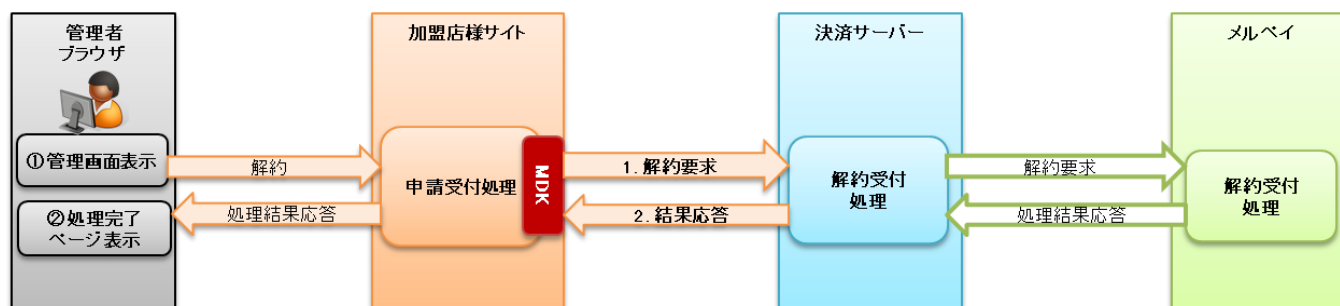 管理者
ブラウザ
加盟店様サイト
決済サーバー
メルペイ
①管理画面表示
解約
申請受付処理
MDK
1.解約要求
解約受付
処理
解約要求
解約受付
処理
②処理完了
ページ表示
処理結果応答
2.結果応答
処理結果応答